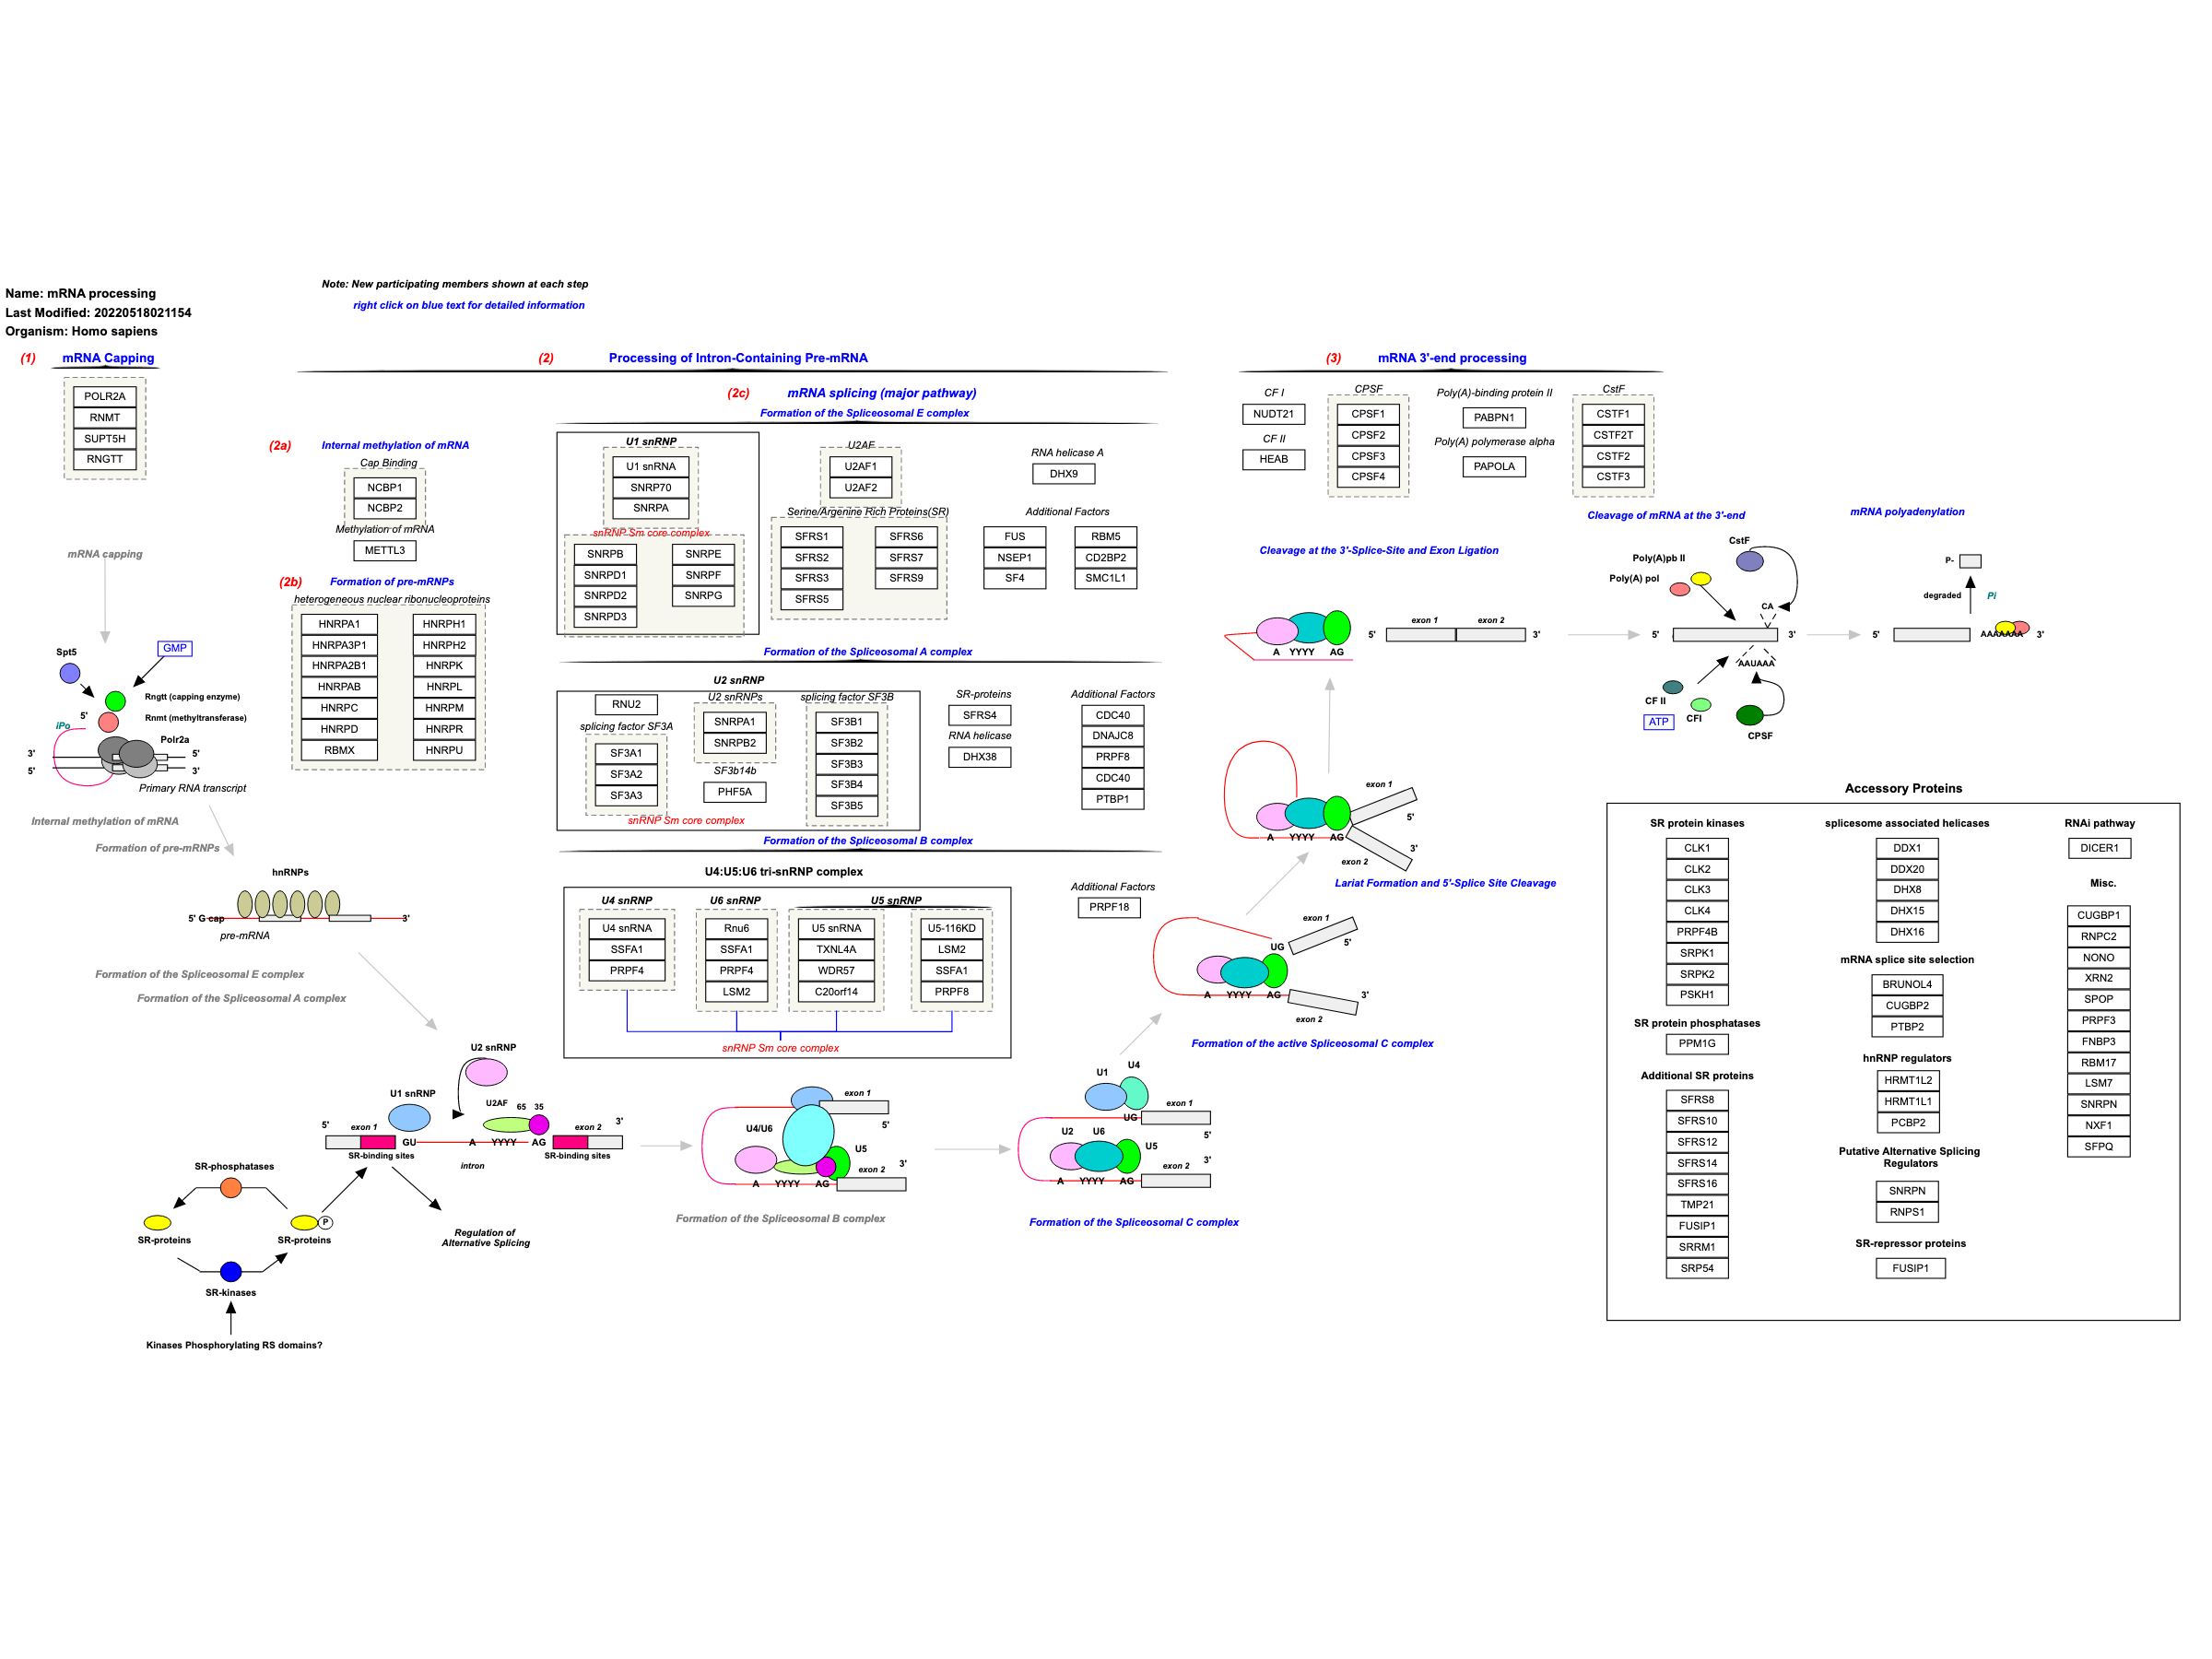 Name: mRNA processing
Last Modified: 20220518021154
Organism: Homo sapiens
Note: New participating members shown at each step
right click on blue text for detailed information
(1) mRNA Capping
POLR2A
RNMT
SUPT5H
RNGTT
mRNA capping
Spt5
GMP
Rngtt (capping enzyme)
5'
Rnmt (methyltransferase)
iPo
Polr2a
3'
5'
5'
3'
Primary RNA transcript
Internal methylation of mRNA
Formation of pre-mRNPs
hnRNPs
5' G cap
3'
pre-mRNA
Formation of the Spliceosomal E complex
Formation of the Spliceosomal A complex
(2) Processing of Intron-Containing Pre-mRNA
(2a) Internal methylation of mRNA
Cap Binding
NCBP1
NCBP2
Methylation of mRNA
METTL3
(2b) Formation of pre-mRNPs
heterogeneous nuclear ribonucleoproteins
HNRPA1
HNRPA3P1
HNRPA2B1
HNRPAB
HNRPC
HNRPD
RBMX
HNRPH1
HNRPH2
HNRPK
HNRPL
HNRPM
HNRPR
HNRPU
(2c) mRNA splicing (major pathway)
Formation of the Spliceosomal E complex
U1 snRNP
U1 snRNA
SNRP70
SNRPA
snRNP Sm core complex
SNRPB
SNRPD1
SNRPD2
SNRPD3
SNRPE
SNRPF
SNRPG
U2AF
U2AF1
U2AF2
Serine/Argenine Rich Proteins(SR)
SFRS1
SFRS2
SFRS3
SFRS5
SFRS6
SFRS7
SFRS9
RNA helicase A
DHX9
Additional Factors
FUS
NSEP1
SF4
RBM5
CD2BP2
SMC1L1
Formation of the Spliceosomal A complex
U2 snRNP
RNU2
splicing factor SF3A
SF3A1
SF3A2
SF3A3
snRNP Sm core complex
U2 snRNPs
SNRPA1
SNRPB2
SF3b14b
PHF5A
splicing factor SF3B
SF3B1
SF3B2
SF3B3
SF3B4
SF3B5
SR-proteins
SFRS4
RNA helicase
DHX38
Additional Factors
CDC40
DNAJC8
PRPF8
CDC40
PTBP1
Formation of the Spliceosomal B complex
U4:U5:U6 tri-snRNP complex
U4 snRNP
U4 snRNA
SSFA1
PRPF4
U6 snRNP
Rnu6
SSFA1
PRPF4
LSM2
U5 snRNP
U5 snRNA
TXNL4A
WDR57
C20orf14
U5-116KD
LSM2
SSFA1
PRPF8
snRNP Sm core complex
Additional Factors
PRPF18
U2 snRNP
U1 snRNP
U2AF 65 35
5' exon 1 GU A YYYY AG exon 2 3'
SR-binding sites
intron
SR-binding sites
SR-phosphatases
SR-proteins
P
SR-proteins
SR-kinases
Kinases Phosphorylating RS domains?
Regulation of
Alternative Splicing
exon 1
5'
U4/U6
U5
exon 2
3'
A YYYY AG
Formation of the Spliceosomal B complex
U1 U4
exon 1
UG
5'
U2 U6 U5
exon 2
3'
A YYYY AG
Formation of the Spliceosomal C complex
exon 1
UG
5'
A YYYY AG
3'
exon 2
Formation of the active Spliceosomal C complex
exon 1
5'
A YYYY AG
3'
exon 2
Lariat Formation and 5'-Splice Site Cleavage
(3) mRNA 3'-end processing
CF I
NUDT21
CF II
HEAB
CPSF
CPSF1
CPSF2
CPSF3
CPSF4
Poly(A)-binding protein II
PABPN1
Poly(A) polymerase alpha
PAPOLA
CstF
CSTF1
CSTF2T
CSTF2
CSTF3
Cleavage at the 3'-Splice-Site and Exon Ligation
A YYYY AG
5' exon 1 exon 2 3'
Cleavage of mRNA at the 3'-end
CstF
Poly(A)pb II
Poly(A) pol
CA
5' 3'
AAUAAA
CF II
ATP
CFI
CPSF
mRNA polyadenylation
P-
degraded
Pi
5' AAAAAAA 3'
Accessory Proteins
SR protein kinases
CLK1
CLK2
CLK3
CLK4
PRPF4B
SRPK1
SRPK2
PSKH1
SR protein phosphatases
PPM1G
Additional SR proteins
SFRS8
SFRS10
SFRS12
SFRS14
SFRS16
TMP21
FUSIP1
SRRM1
SRP54
splicesome associated helicases
DDX1
DDX20
DHX8
DHX15
DHX16
mRNA splice site selection
BRUNOL4
CUGBP2
PTBP2
hnRNP regulators
HRMT1L2
HRMT1L1
PCBP2
Putative Alternative Splicing
Regulators
SNRPN
RNPS1
SR-repressor proteins
FUSIP1
RNAi pathway
DICER1
Misc.
CUGBP1
RNPC2
NONO
XRN2
SPOP
PRPF3
FNBP3
RBM17
LSM7
SNRPN
NXF1
SFPQ